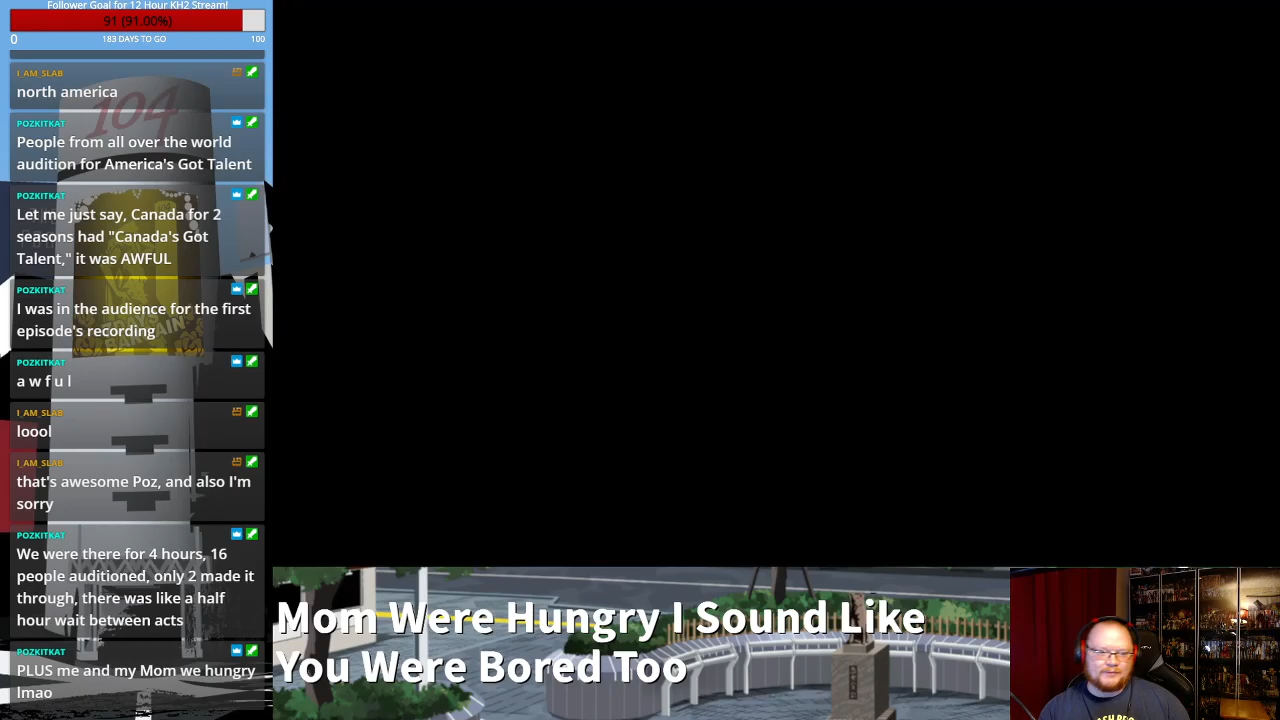 Follower Goal for 12 Hour KH2 Stream!
91 (91.00%)
0
183 DAYS TO GO
100
I_AM_SLAB
north america
104
POZKITKAT
People from all over the world
audition for America's Got Talent
POZKITKAT
Let me just say, Canada for 2
seasons had "Canada's Got
Talent," it was AWFUL
POZKITKAT
I was in the audience for the first
episode's recording
POZKITKAT
a w f u l
I_AM_SLAB
loool
I_AM_SLAB
that's awesome Poz, and also I'm
sorry
POZKITKAT
We were there for 4 hours, 16
people auditioned, only 2 made it
through, there was like a half
hour wait between acts
POZKITKAT
PLUS me and my Mom we hungry
lmao
Mom Were Hungry I Sound Like
You Were Bored Too